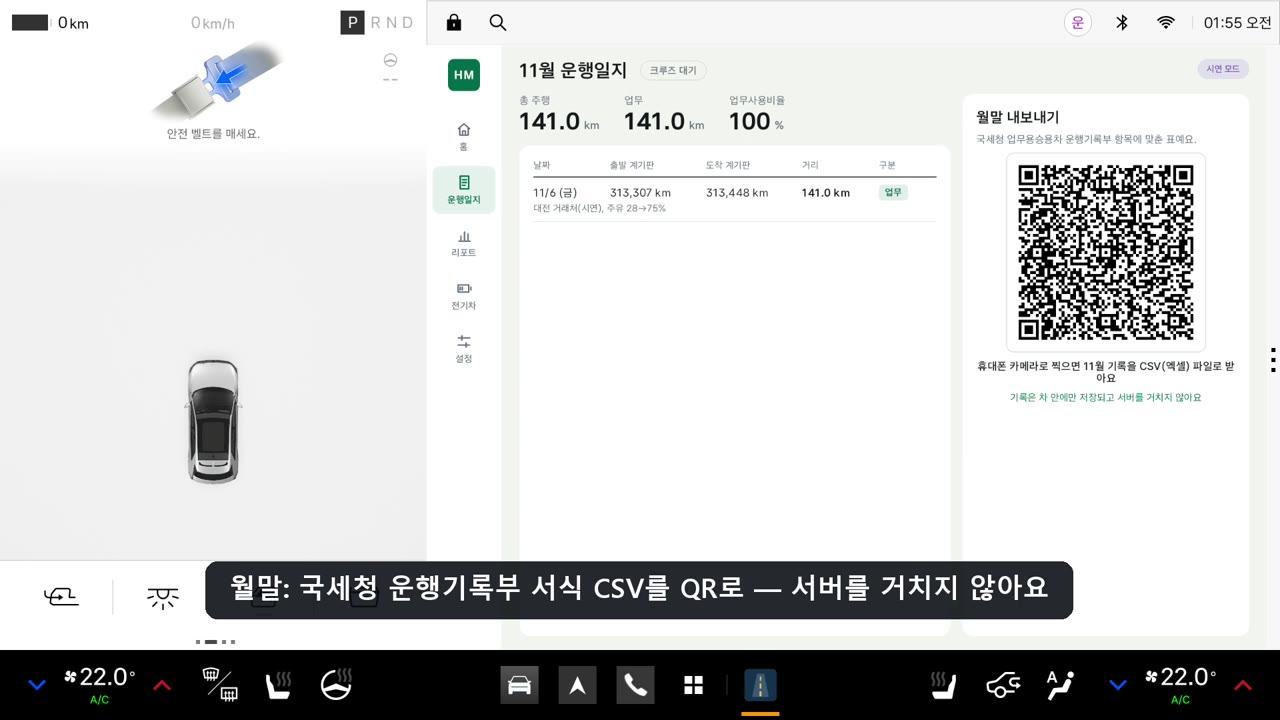 0 km
0 km/h
P R N D
운
01:55 오전
안전 벨트를 매세요.
HM
홈
운행일지
리포트
전기차
설정
11월 운행일지
크루즈 대기
시연 모드
총 주행
업무
업무사용비율
141.0 km
141.0 km
100 %
날짜
출발 계기판
도착 계기판
거리
구분
11/6 (금)
313,307 km
313,448 km
141.0 km
업무
대전 거래처(시연), 주유 28→75%
월말 내보내기
국세청 업무용승용차 운행기록부 항목에 맞춘 표예요.
휴대폰 카메라로 찍으면 11월 기록을 CSV(엑셀) 파일로 받
아요
기록은 차 안에만 저장되고 서버를 거치지 않아요
월말: 국세청 운행기록부 서식 CSV를 QR로 — 서버를 거치지 않아요
22.0°
A/C
A
22.0°
A/C